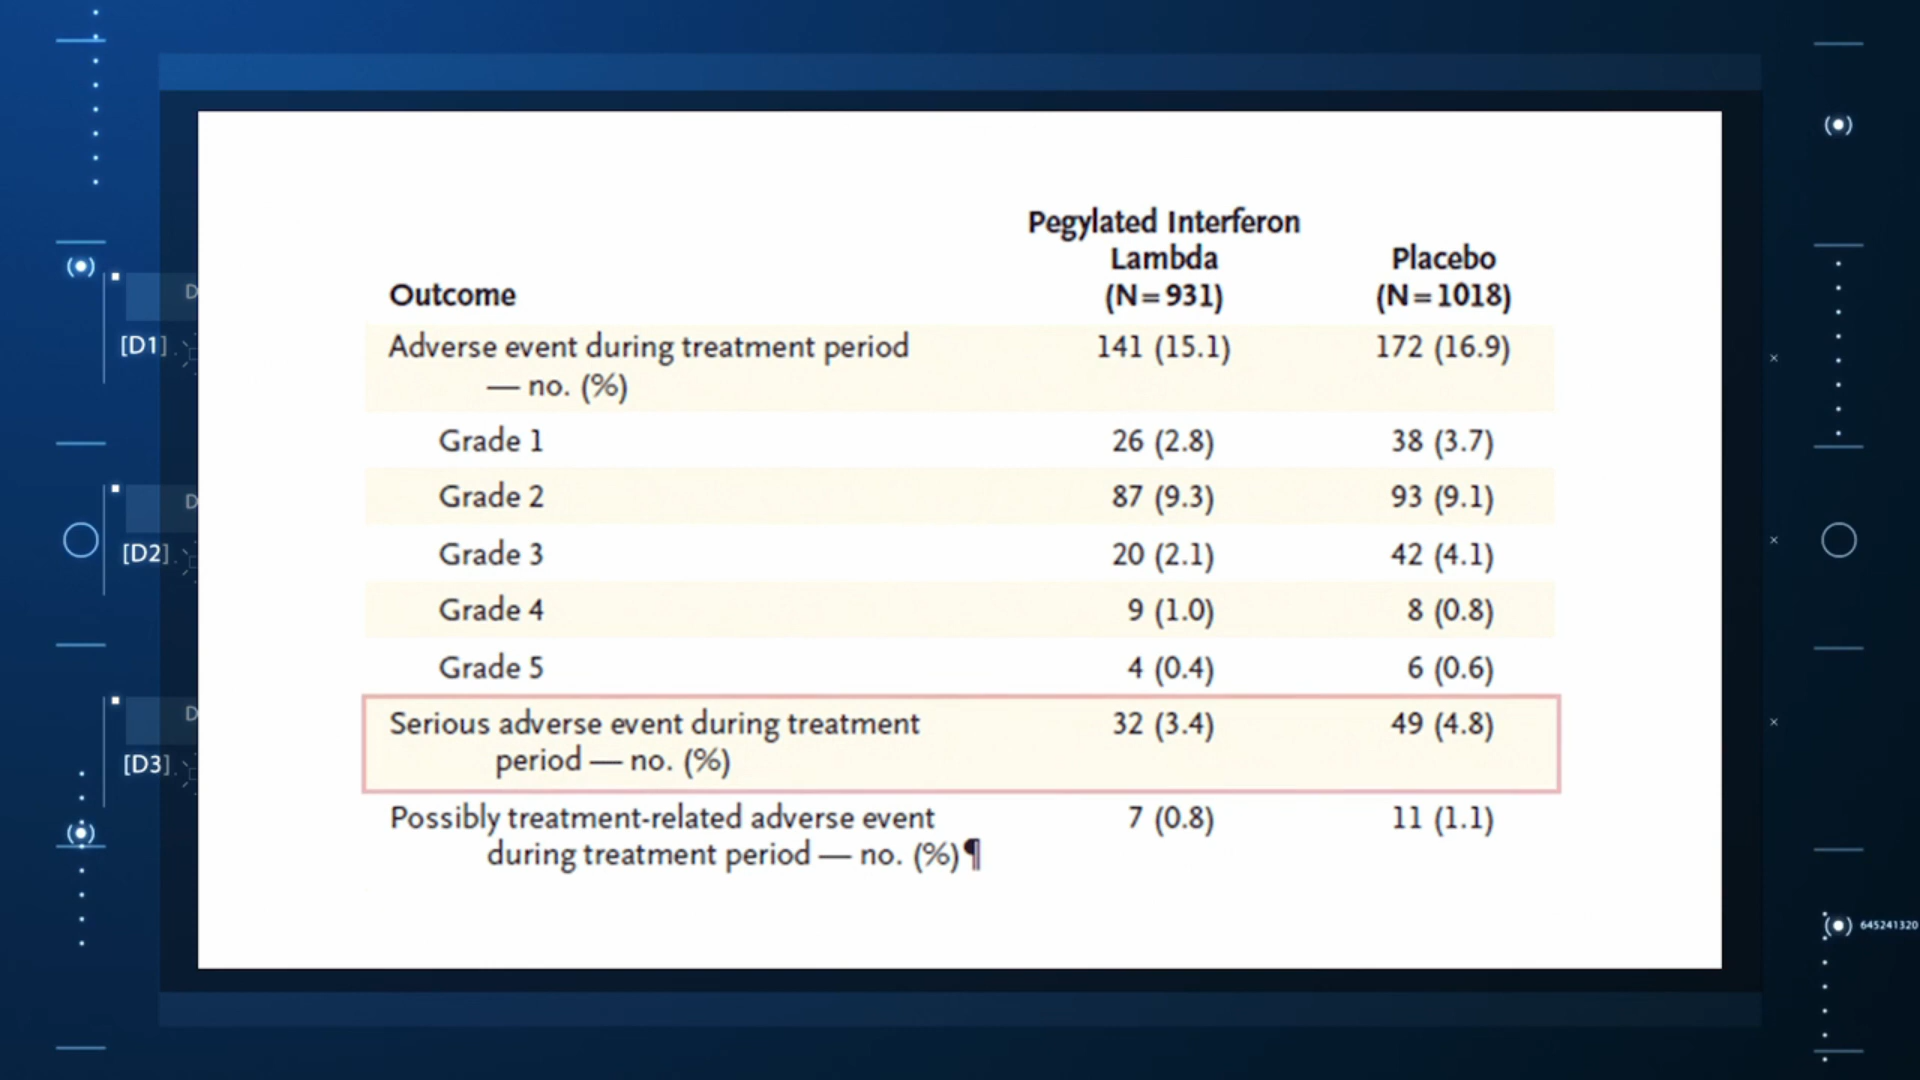 Pegylated Interferon
Lambda
(N=931)
Placebo
(N=1018)
Outcome
Adverse event during treatment period
— no. (%)
141 (15.1)
172 (16.9)
Grade 1
26 (2.8)
38 (3.7)
Grade 2
87 (9.3)
93 (9.1)
Grade 3
20 (2.1)
42 (4.1)
Grade 4
9 (1.0)
8 (0.8)
Grade 5
4 (0.4)
6 (0.6)
Serious adverse event during treatment
period — no. (%)
32 (3.4)
49 (4.8)
Possibly treatment-related adverse event
during treatment period — no. (%)¶
7 (0.8)
11 (1.1)
D
[D1]
D
[D2]
D
[D3]
645241320